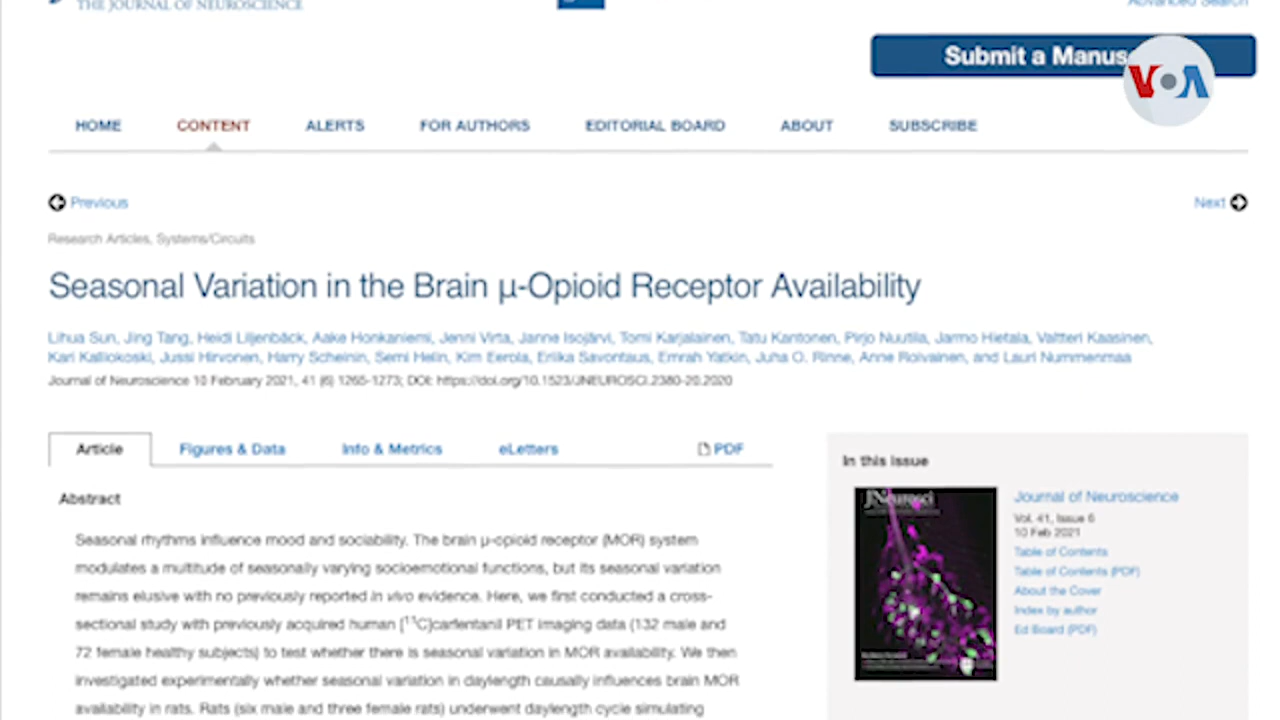 THE JOURNAL OF NEUROSCIENCE
Advanced Search
Submit a Manus
VOA
HOME CONTENT ALERTS FOR AUTHORS EDITORIAL BOARD ABOUT SUBSCRIBE
Previous Next
Research Articles, Systems/Circuits
Seasonal Variation in the Brain μ-Opioid Receptor Availability
Lihua Sun, Jing Tang, Heidi Liljenbäck, Aake Honkaniemi, Jenni Virta, Janne Isojärvi, Tomi Karjalainen, Tatu Kantonen, Pirjo Nuutila, Jarmo Hietala, Valtteri Kaasinen,
Kari Kalliokoski, Jussi Hirvonen, Harry Scheinin, Semi Helin, Kim Eerola, Eriika Savontaus, Emrah Yatkin, Juha O. Rinne, Anne Roivainen, and Lauri Nummenmaa
Journal of Neuroscience 10 February 2021, 41 (6) 1265-1273; DOI: https://doi.org/10.1523/JNEUROSCI.2380-20.2020
Article Figures & Data Info & Metrics eLetters PDF
Abstract
Seasonal rhythms influence mood and sociability. The brain μ-opioid receptor (MOR) system
modulates a multitude of seasonally varying socioemotional functions, but its seasonal variation
remains elusive with no previously reported in vivo evidence. Here, we first conducted a cross-
sectional study with previously acquired human [¹¹C]carfentanil PET imaging data (132 male and
72 female healthy subjects) to test whether there is seasonal variation in MOR availability. We then
investigated experimentally whether seasonal variation in daylength causally influences brain MOR
availability in rats. Rats (six male and three female rats) underwent daylength cycle simulating
In this issue
JNeurosci
Journal of Neuroscience
Vol. 41, Issue 6
10 Feb 2021
Table of Contents
Table of Contents (PDF)
About the Cover
Index by author
Ed Board (PDF)